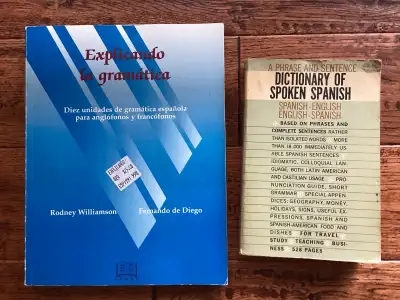 Explicando
la gramática
Diez unidades de gramática española
para anglófonos y francófonos
Rodney Williamson
Fernando de Diego
A PHRASE AND SENTENCE
DICTIONARY OF
SPOKEN SPANISH
SPANISH-ENGLISH
ENGLISH-SPANISH
BASED ON PHRASES AND
COMPLETE SENTENCES RATHER
THAN ISOLATED WORDS MORE
THAN 18,000 IMMEDIATELY US
ABLE SPANISH SENTENCES
IDIOMATIC, COLLOQUIAL LAN
GUAGE, BOTH LATIN AMERICAN
AND CASTILIAN USAGE PRO
NUNCIATION GUIDE, SHORT
GRAMMAR SPECIAL APPEN
DICES: GEOGRAPHY, MONEY,
HOLIDAYS, SIGNS, USEFUL EX
PRESSIONS, SPANISH AND
SPANISH-AMERICAN FOOD AND
DISHES FOR TRAVEL
STUDY TEACHING BUSI
NESS 528 PAGES